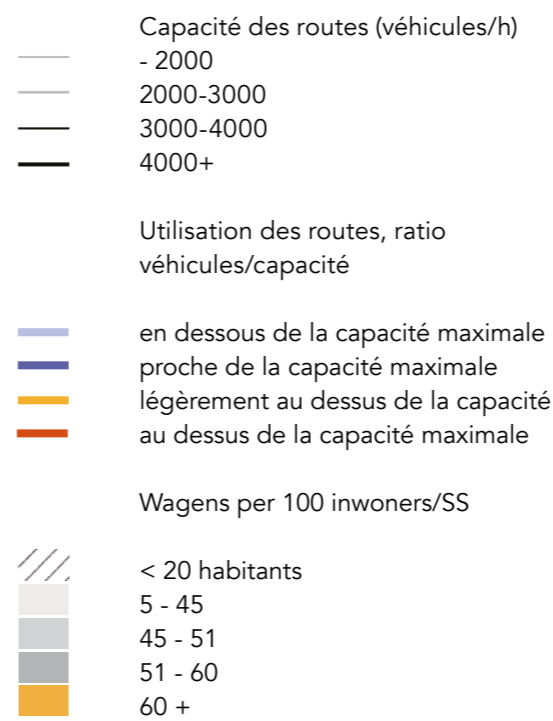 Capacité des routes (véhicules/h)
- 2000
2000-3000
3000-4000
4000+
Utilisation des routes, ratio
véhicules/capacité
en dessous de la capacité maximale
proche de la capacité maximale
légèrement au dessus de la capacité
au dessus de la capacité maximale
Wagens per 100 inwoners/SS
< 20 habitants
5 - 45
45 - 51
51 - 60
60 +